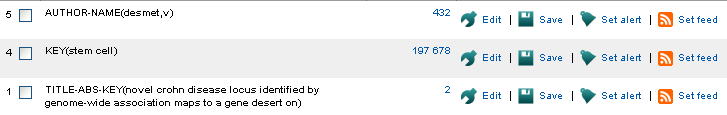 5 AUTHOR-NAME(desmet,v) 432 Edit | Save | Set alert | Set feed
4 KEY(stem cell) 197 678 Edit | Save | Set alert | Set feed
1 TITLE-ABS-KEY(novel crohn disease locus identified by 2 Edit | Save | Set alert | Set feed
genome-wide association maps to a gene desert on)